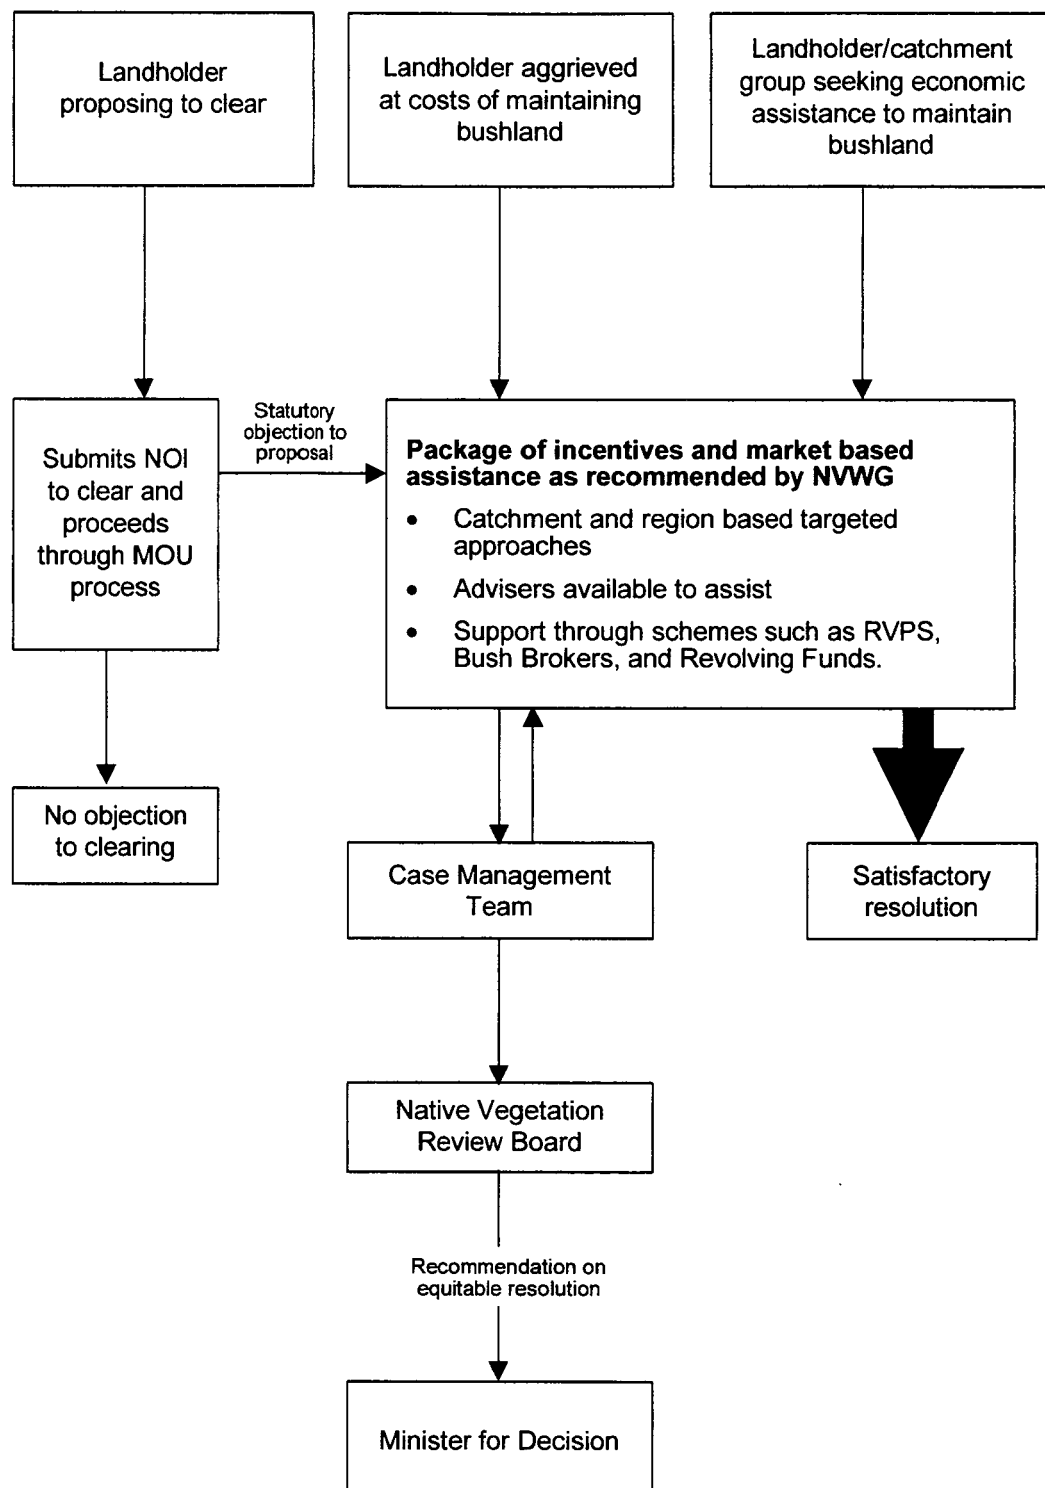 Landholder
proposing to clear
Landholder aggrieved
at costs of maintaining
bushland
Landholder/catchment
group seeking economic
assistance to maintain
bushland
Submits NOI
to clear and
proceeds
through MOU
process
Statutory
objection to
proposal
Package of incentives and market based
assistance as recommended by NVWG
• Catchment and region based targeted
approaches
• Advisers available to assist
• Support through schemes such as RVPS,
Bush Brokers, and Revolving Funds.
No objection
to clearing
Case Management
Team
Satisfactory
resolution
Native Vegetation
Review Board
Recommendation on
equitable resolution
Minister for Decision